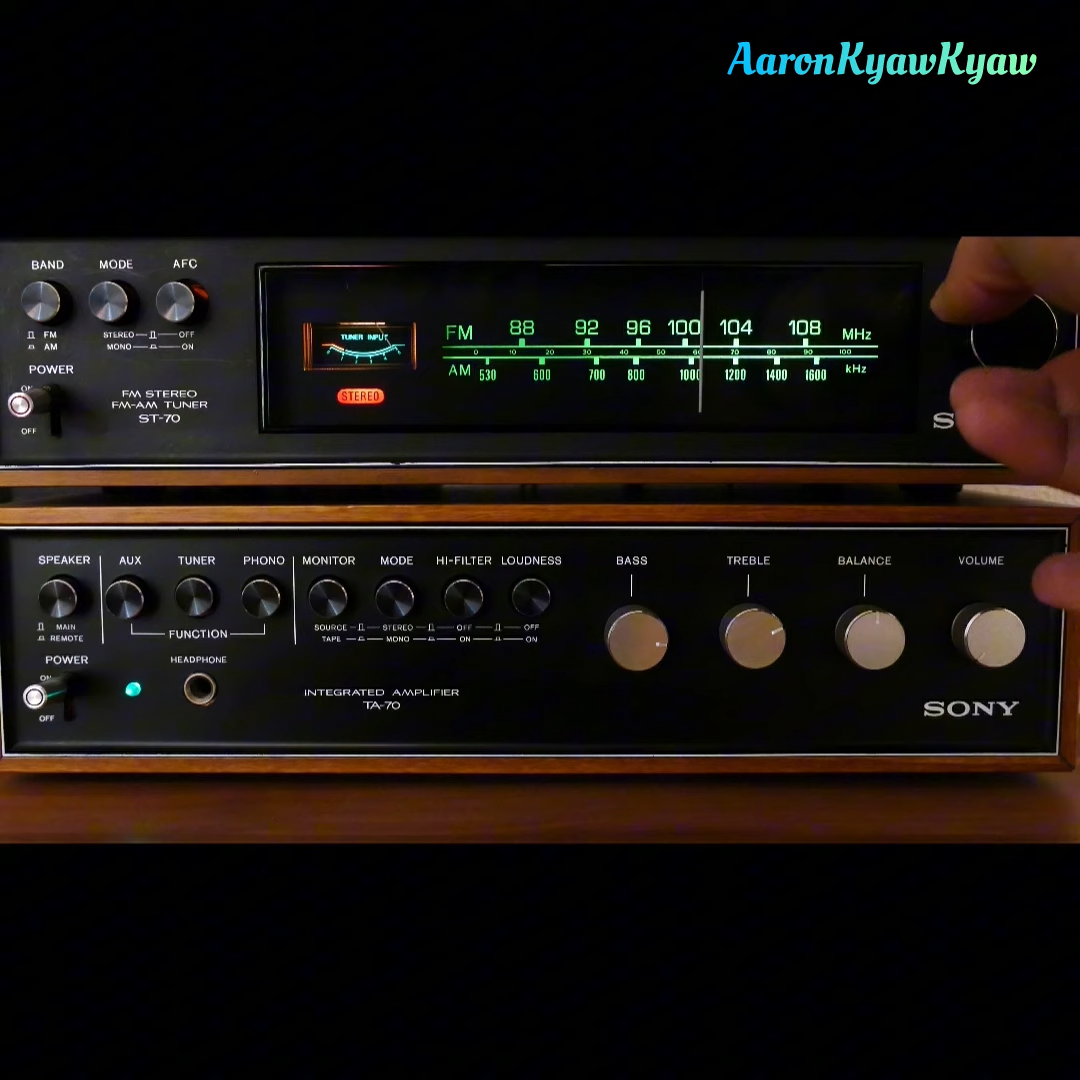 AaronKyawKyaw
BAND MODE AFC
FM STEREO OFF
AM MONO ON
POWER
ON
OFF
FM STEREO
FM-AM TUNER
ST-70
TUNER INPUT
STEREO
FM 88 92 96 100 104 108 MHz
0 10 20 30 40 50 60 70 80 90 100
AM 530 600 700 800 1000 1200 1400 1600 kHz
S
SPEAKER AUX TUNER PHONO MONITOR MODE HI-FILTER LOUDNESS BASS TREBLE BALANCE VOLUME
MAIN SOURCE STEREO OFF OFF
REMOTE FUNCTION TAPE MONO ON ON
POWER HEADPHONE
ON
OFF
INTEGRATED AMPLIFIER
TA-70
SONY